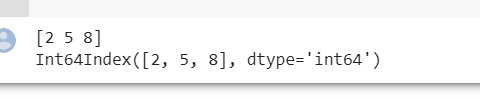 [2 5 8]
Int64Index([2, 5, 8], dtype='int64')